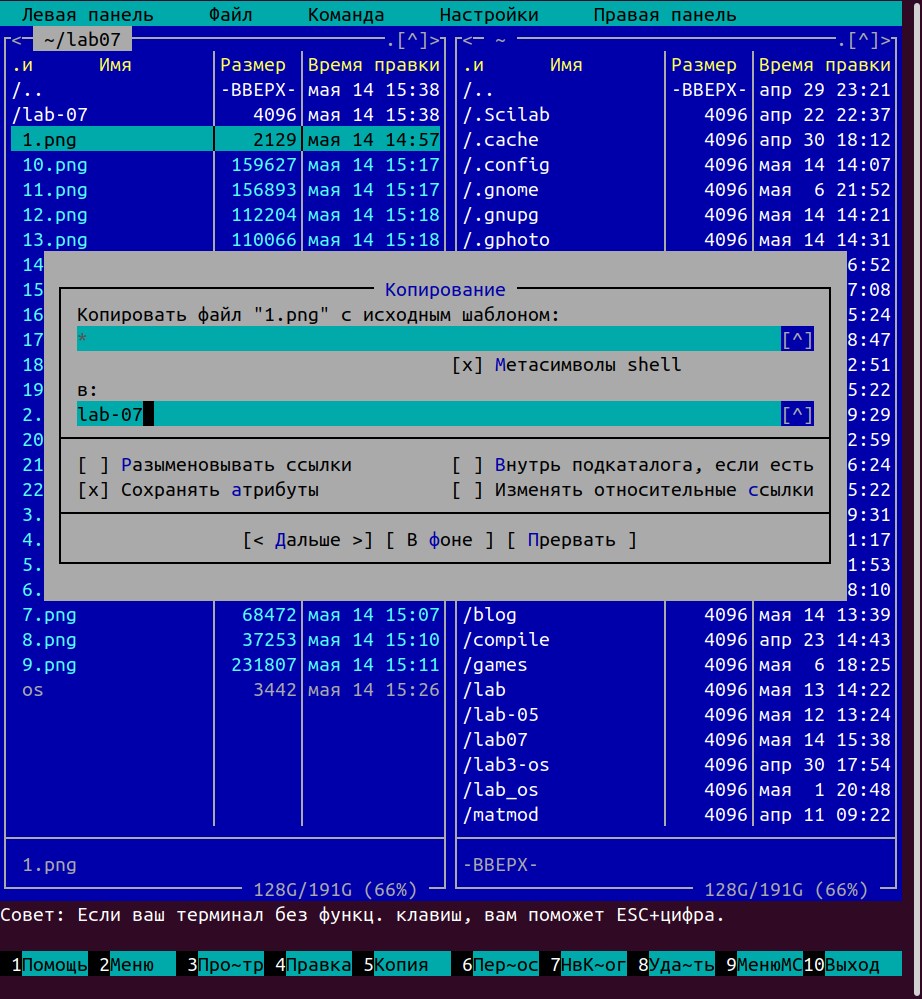 Левая панель Файл Команда Настройки Правая панель
<─ ~/lab07 ─.[^]> <─ ~ ─.[^]>
.и Имя Размер Время правки .и Имя Размер Время правки
/.. -ВВЕРХ- мая 14 15:38 /.. -ВВЕРХ- апр 29 23:21
/lab-07 4096 мая 14 15:38 /.Scilab 4096 апр 22 22:37
1.png 2129 мая 14 14:57 /.cache 4096 апр 30 18:12
10.png 159627 мая 14 15:17 /.config 4096 мая 14 14:07
11.png 156893 мая 14 15:17 /.gnome 4096 мая 6 21:52
12.png 112204 мая 14 15:18 /.gnupg 4096 мая 14 14:21
13.png 110066 мая 14 15:18 /.gphoto 4096 мая 14 14:31
14 6:52
15 Копирование 7:08
16 Копировать файл "1.png" с исходным шаблоном: 5:24
17 * [^] 8:47
18 [x] Метасимволы shell 2:51
19 в: 5:22
2. lab-07 [^] 9:29
20 2:59
21 [ ] Разыменовывать ссылки [ ] Внутрь подкаталога, если есть 6:24
22 [x] Сохранять атрибуты [ ] Изменять относительные ссылки 5:22
3. 9:31
4. [< Дальше >] [ В фоне ] [ Прервать ] 1:17
5. 1:53
6. 8:10
7.png 68472 мая 14 15:07 /blog 4096 мая 14 13:39
8.png 37253 мая 14 15:10 /compile 4096 апр 23 14:43
9.png 231807 мая 14 15:11 /games 4096 мая 6 18:25
os 3442 мая 14 15:26 /lab 4096 мая 13 14:22
/lab-05 4096 мая 12 13:24
/lab07 4096 мая 14 15:38
/lab3-os 4096 апр 30 17:54
/lab_os 4096 мая 1 20:48
/matmod 4096 апр 11 09:22
1.png -ВВЕРХ-
128G/191G (66%) 128G/191G (66%)
Совет: Если ваш терминал без функц. клавиш, вам поможет ESC+цифра.
1Помощь 2Меню 3Про~тр 4Правка 5Копия 6Пер~ос 7НвК~ог 8Уда~ть 9МенюМС 10Выход